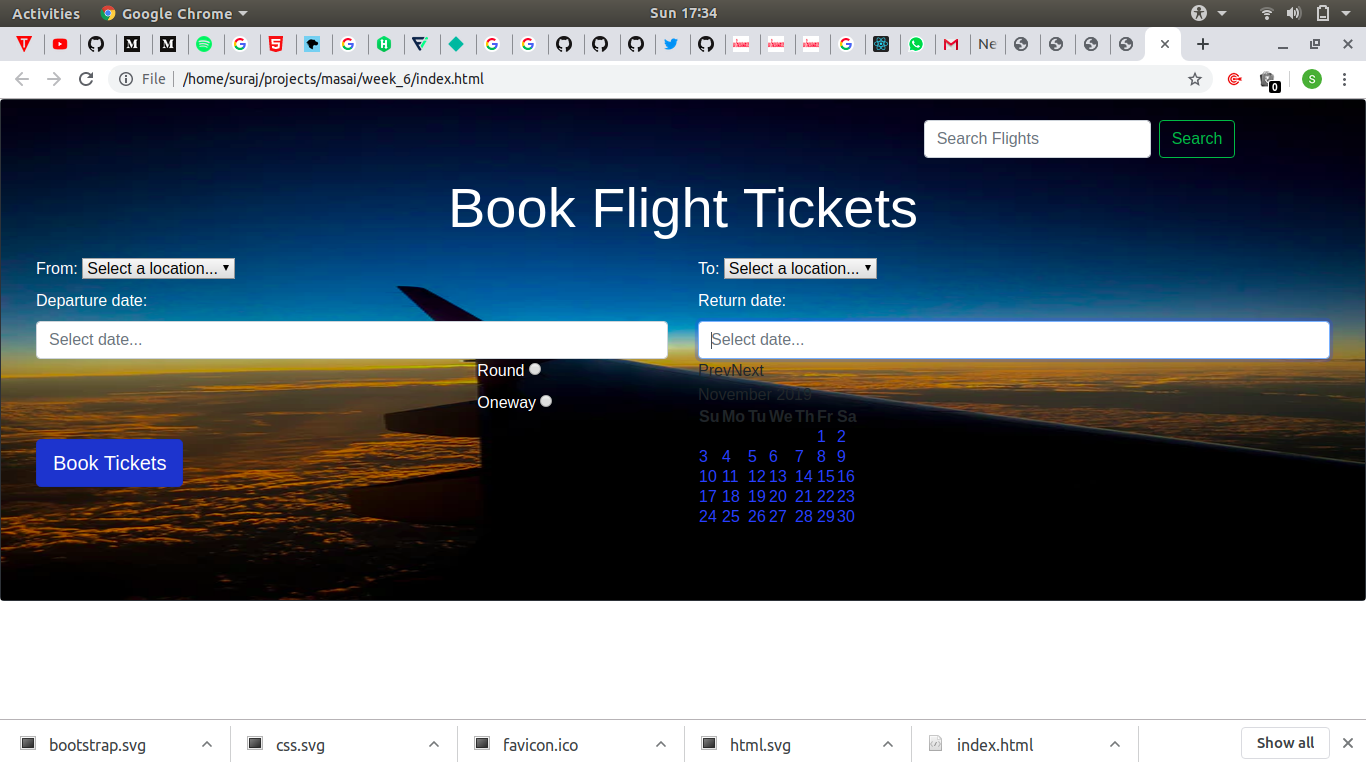 Activities Google Chrome Sun 17:34
Ne
File /home/suraj/projects/masai/week_6/index.html S 0
Search Flights Search
Book Flight Tickets
From: Select a location... To: Select a location...
Departure date: Return date:
Select date... Select date...
Round PrevNext
Oneway November 2019
Su Mo Tu We Th Fr Sa
1 2
Book Tickets 3 4 5 6 7 8 9
10 11 12 13 14 15 16
17 18 19 20 21 22 23
24 25 26 27 28 29 30
bootstrap.svg css.svg favicon.ico html.svg index.html Show all